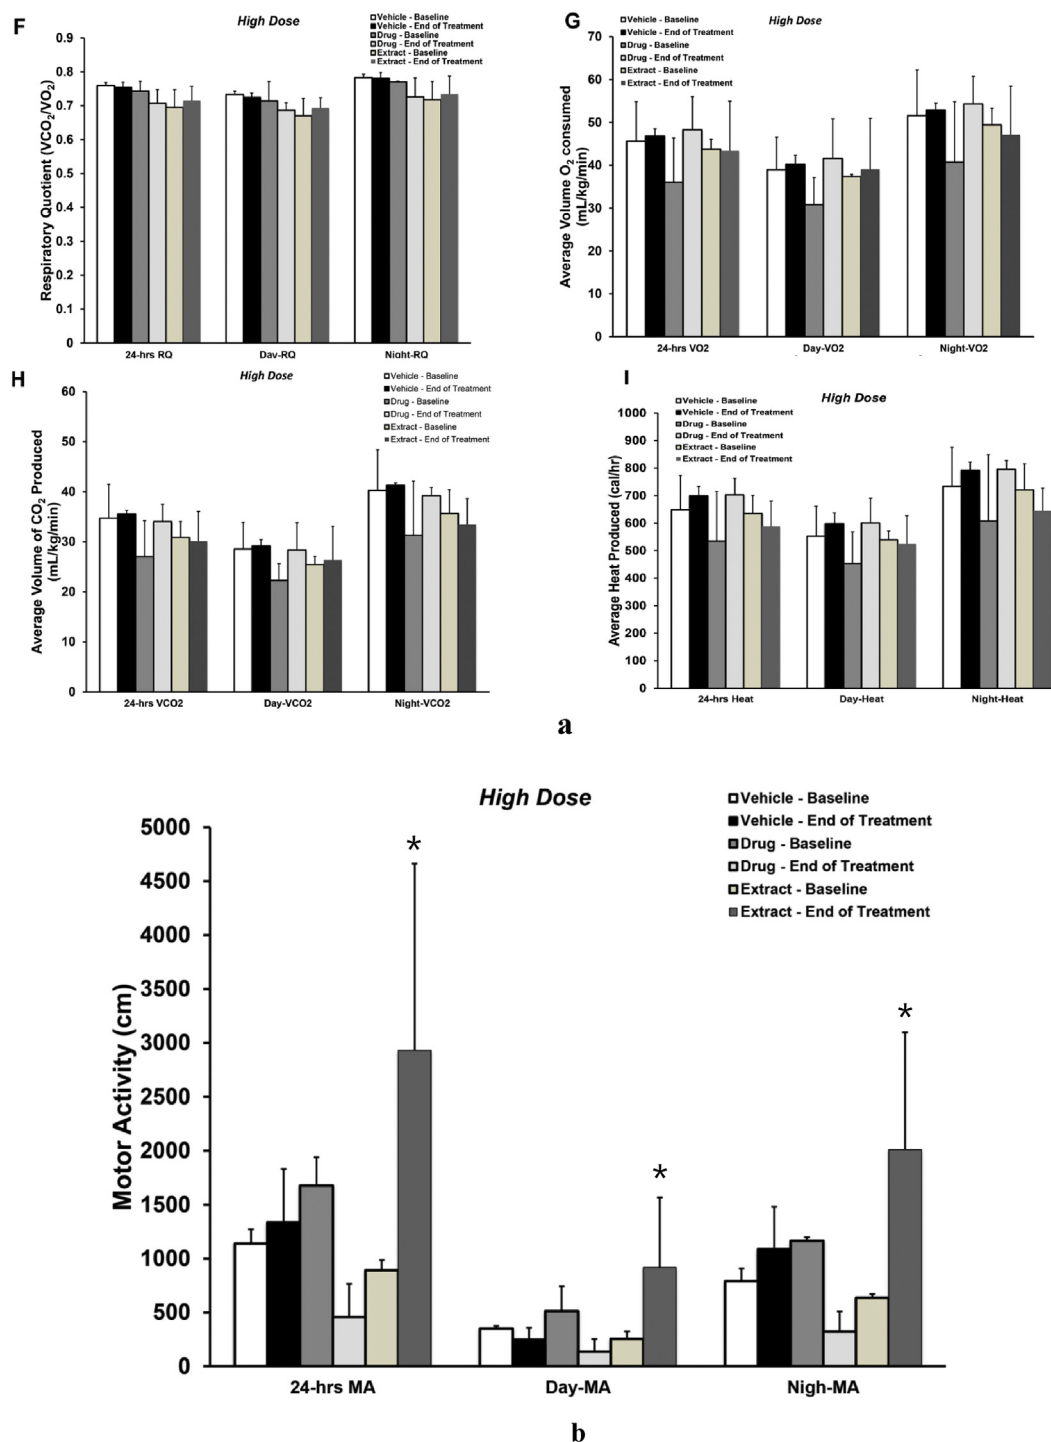 F
High Dose
Vehicle - Baseline
Vehicle - End of Treatment
Drug - Baseline
Drug - End of Treatment
Extract - Baseline
Extract - End of Treatment
Respiratory Quotient (VCO2/VO2)
0.9
0.8
0.7
0.6
0.5
0.4
0.3
0.2
0.1
0
24-hrs RQ
Day-RQ
Night-RQ
G
High Dose
Vehicle - Baseline
Vehicle - End of Treatment
Drug - Baseline
Drug - End of Treatment
Extract - Baseline
Extract - End of Treatment
Average Volume O2 consumed
(mL/kg/min)
70
60
50
40
30
20
10
0
24-hrs VO2
Day-VO2
Night-VO2
H
High Dose
Vehicle - Baseline
Vehicle - End of Treatment
Drug - Baseline
Drug - End of Treatment
Extract - Baseline
Extract - End of Treatment
Average Volume of CO2 Produced
(mL/kg/min)
60
50
40
30
20
10
0
24-hrs VCO2
Day-VCO2
Night-VCO2
I
High Dose
Vehicle - Baseline
Vehicle - End of Treatment
Drug - Baseline
Drug - End of Treatment
Extract - Baseline
Extract - End of Treatment
Average Heat Produced (cal/hr)
1000
900
800
700
600
500
400
300
200
100
0
24-hrs Heat
Day-Heat
Night-Heat
a
High Dose
Vehicle - Baseline
Vehicle - End of Treatment
Drug - Baseline
Drug - End of Treatment
Extract - Baseline
Extract - End of Treatment
Motor Activity (cm)
5000
4500
4000
3500
3000
2500
2000
1500
1000
500
0
*
*
*
24-hrs MA
Day-MA
Nigh-MA
b